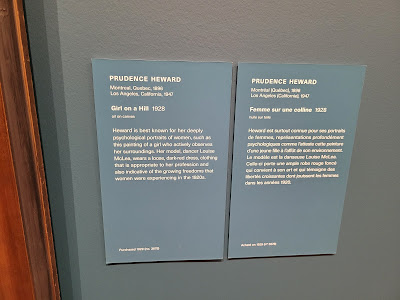 PRUDENCE HEWARD
Montreal, Quebec, 1896
Los Angeles, California, 1947
Girl on a Hill 1928
oil on canvas
Heward is best known for her deeply
psychological portraits of women, such as
this painting of a girl who actively observes
her surroundings. Her model, dancer Louise
McLea, wears a loose, dark-red dress, clothing
that is appropriate to her profession and
also indicative of the growing freedoms that
women were experiencing in the 1920s.
Purchased 1929
PRUDENCE HEWARD
Montréal (Québec), 1896
Los Angeles (Californie), 1947
Femme sur une colline 1928
huile sur toile
Heward est surtout connue pour ses portraits
de femmes, représentations profondément
psychologiques comme l'atteste cette peinture
d'une jeune fille à l'affût de son environnement.
Le modèle est la danseuse Louise McLea.
Celle-ci porte une ample robe rouge foncé
qui convient à son art et qui témoigne des
libertés croissantes dont jouissent les femmes
dans les années 1920.
Acheté en 1929